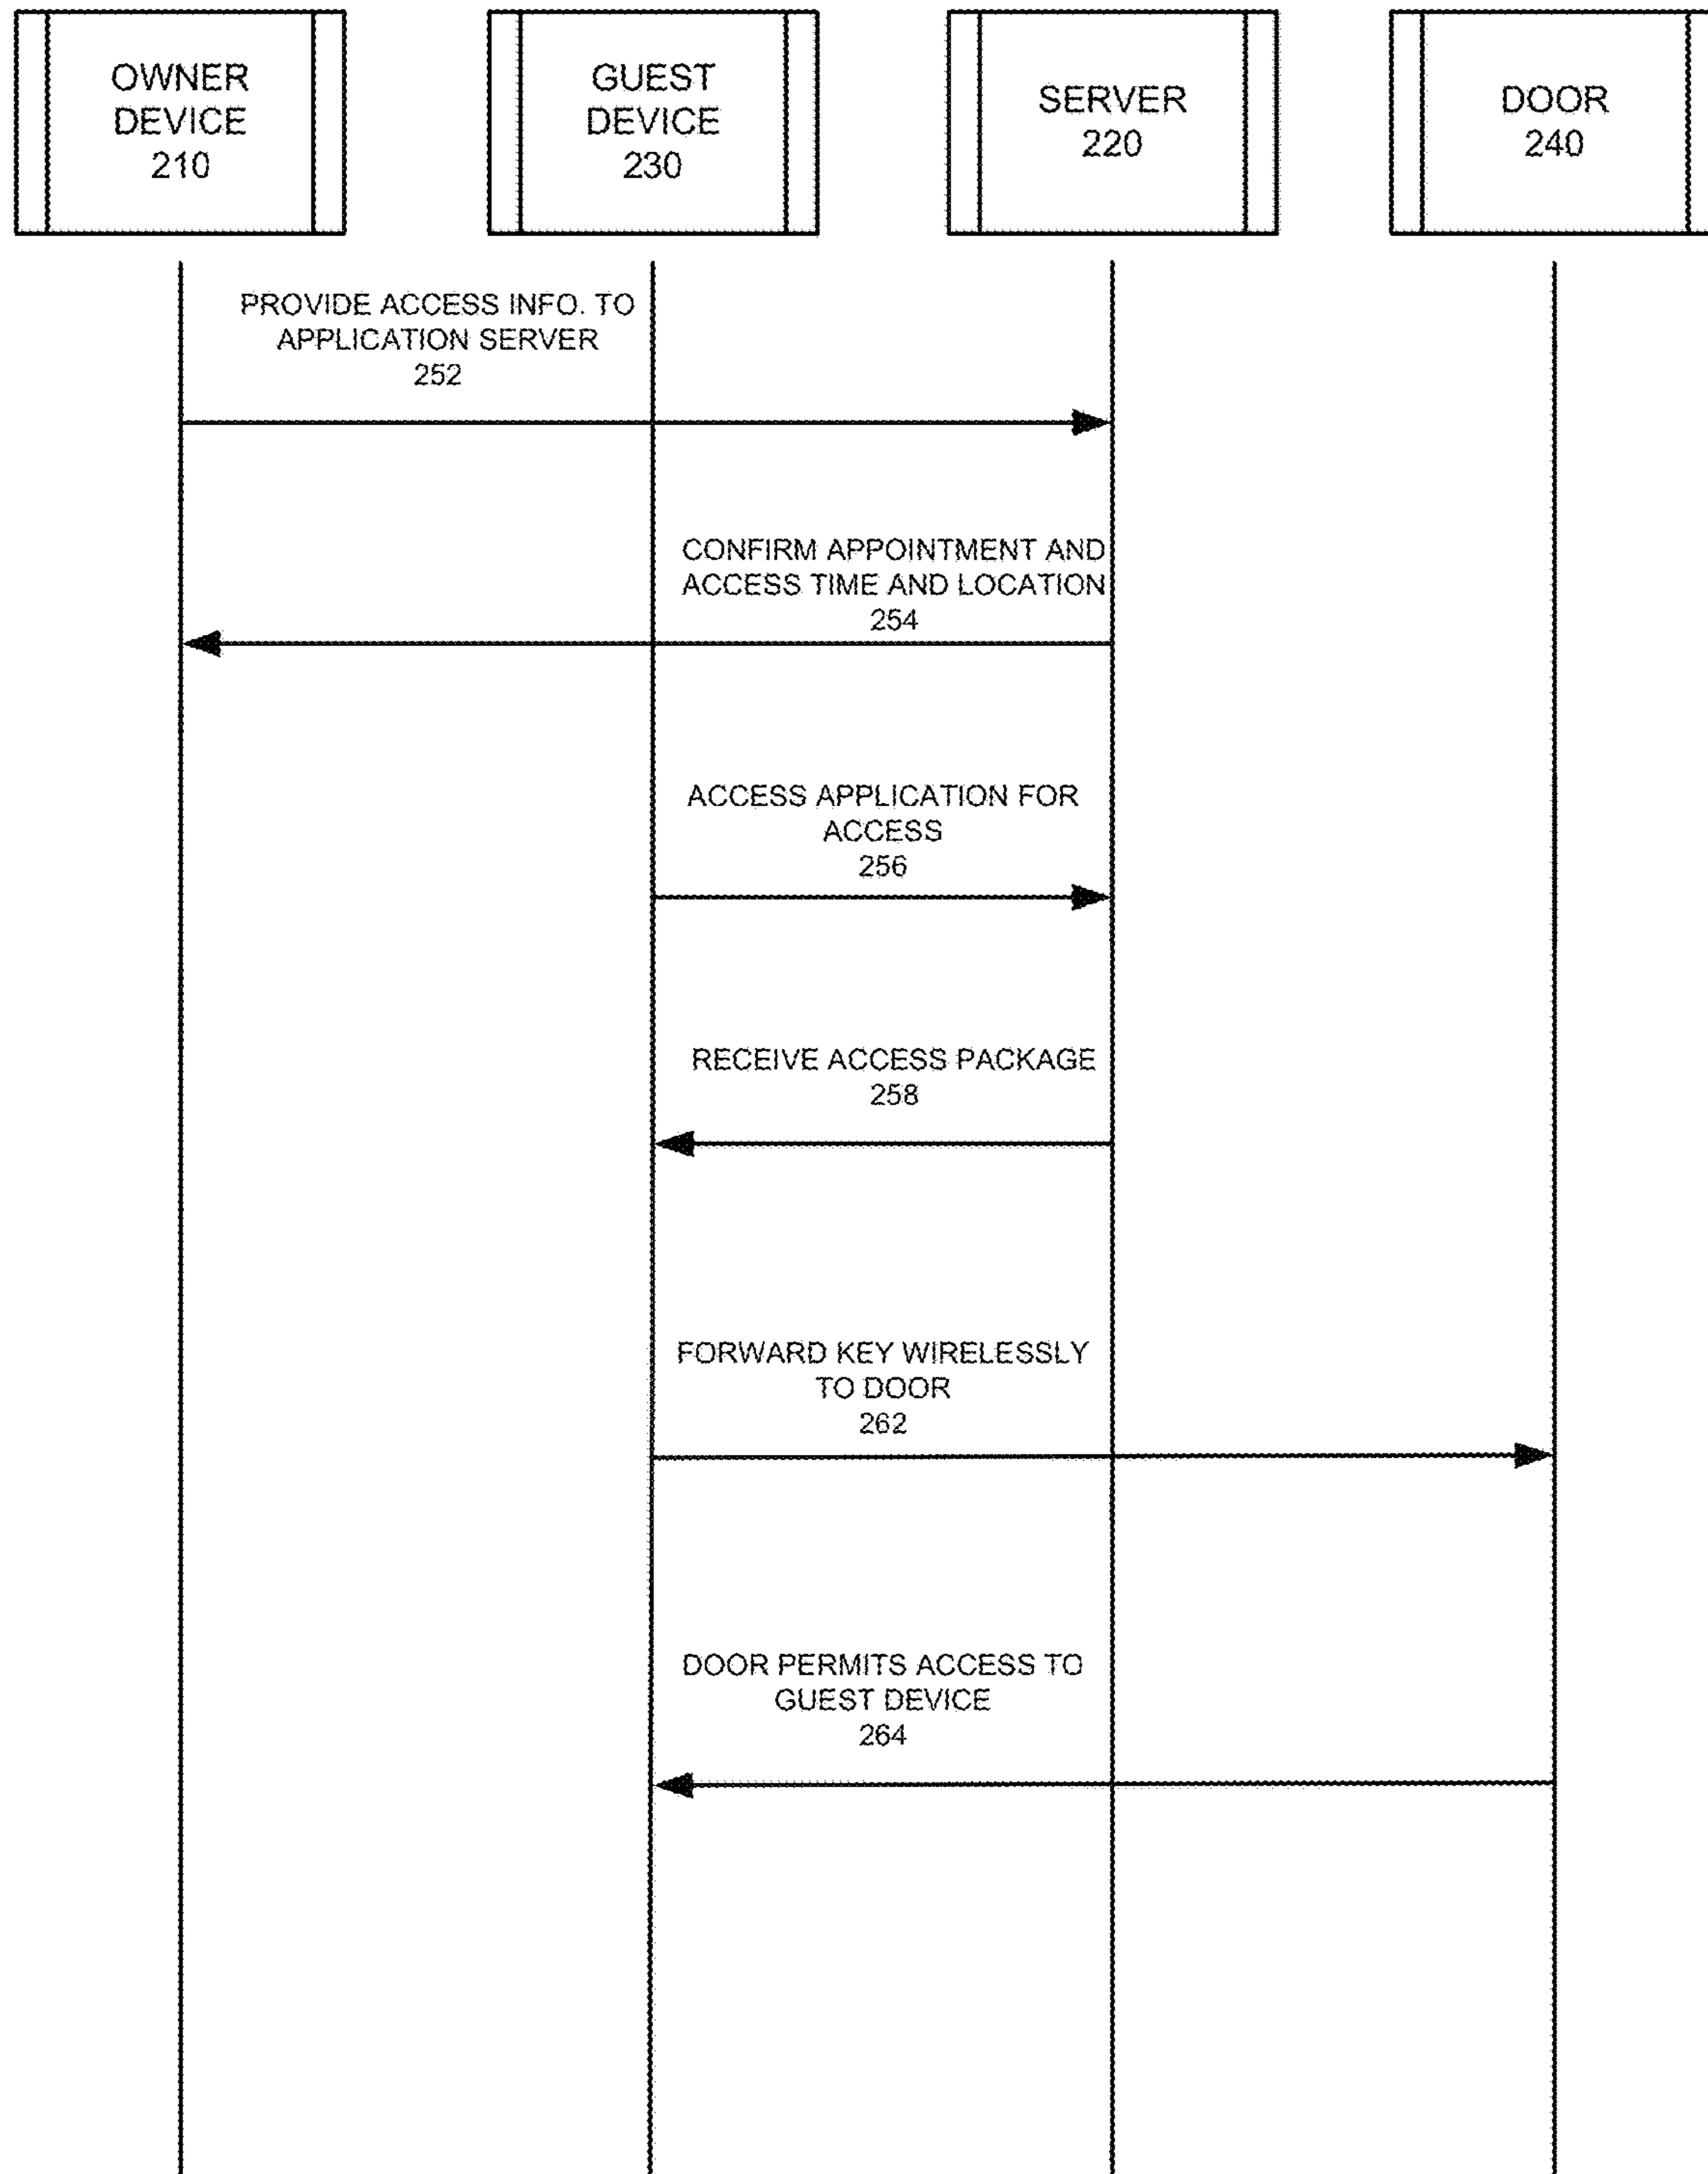 OWNER
DEVICE
210
GUEST
DEVICE
230
SERVER
220
DOOR
240
PROVIDE ACCESS INFO. TO
APPLICATION SERVER
252
CONFIRM APPOINTMENT AND
ACCESS TIME AND LOCATION
254
ACCESS APPLICATION FOR
ACCESS
256
RECEIVE ACCESS PACKAGE
258
FORWARD KEY WIRELESSLY
TO DOOR
262
DOOR PERMITS ACCESS TO
GUEST DEVICE
264